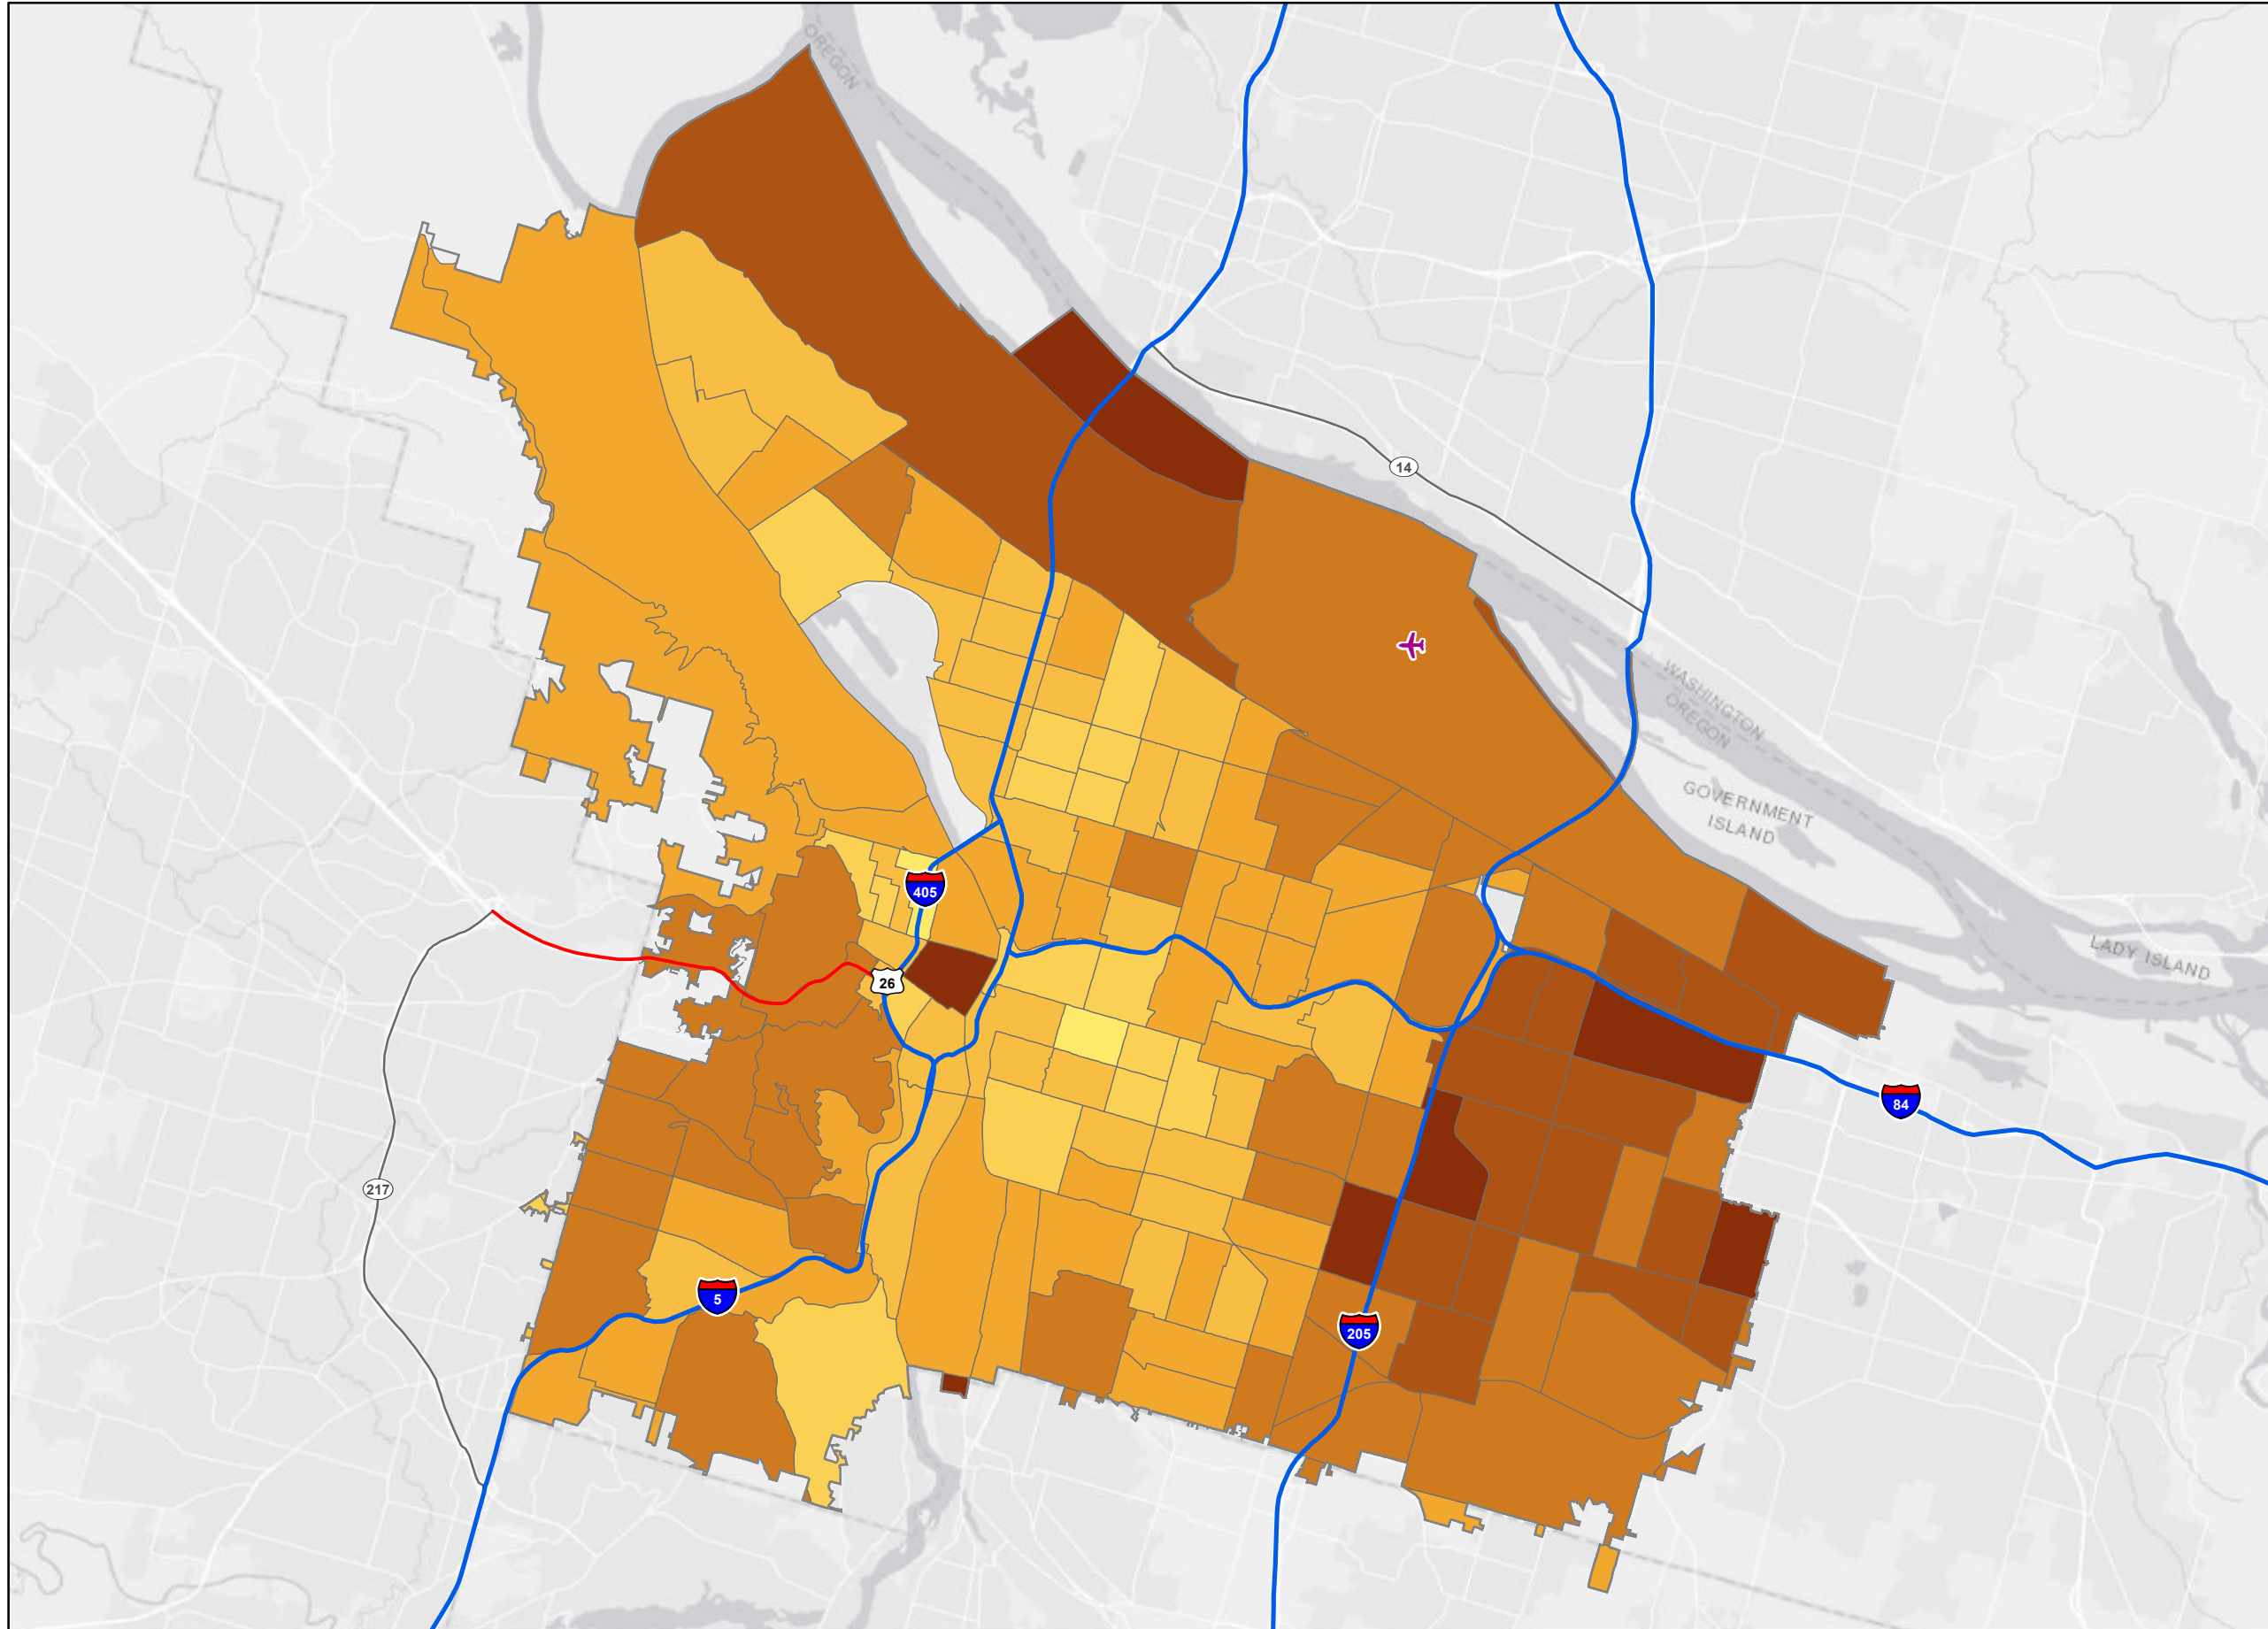 OREGON
14
WASHINGTON
OREGON
GOVERNMENT
ISLAND
405
LADY ISLAND
26
84
217
5
205